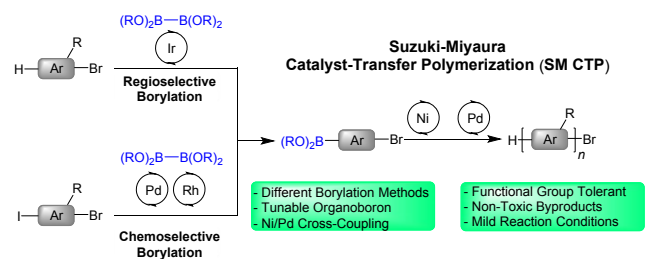 (RO)2B—B(OR)2
Ir
R
H Ar Br
Regioselective
Borylation
Suzuki-Miyaura
Catalyst-Transfer Polymerization (SM CTP)
(RO)2B Ar Br
Ni Pd
R
H Ar Br
n
(RO)2B—B(OR)2
Pd Rh
R
I Ar Br
Chemoselective
Borylation
- Different Borylation Methods
- Tunable Organoboron
- Ni/Pd Cross-Coupling
- Functional Group Tolerant
- Non-Toxic Byproducts
- Mild Reaction Conditions